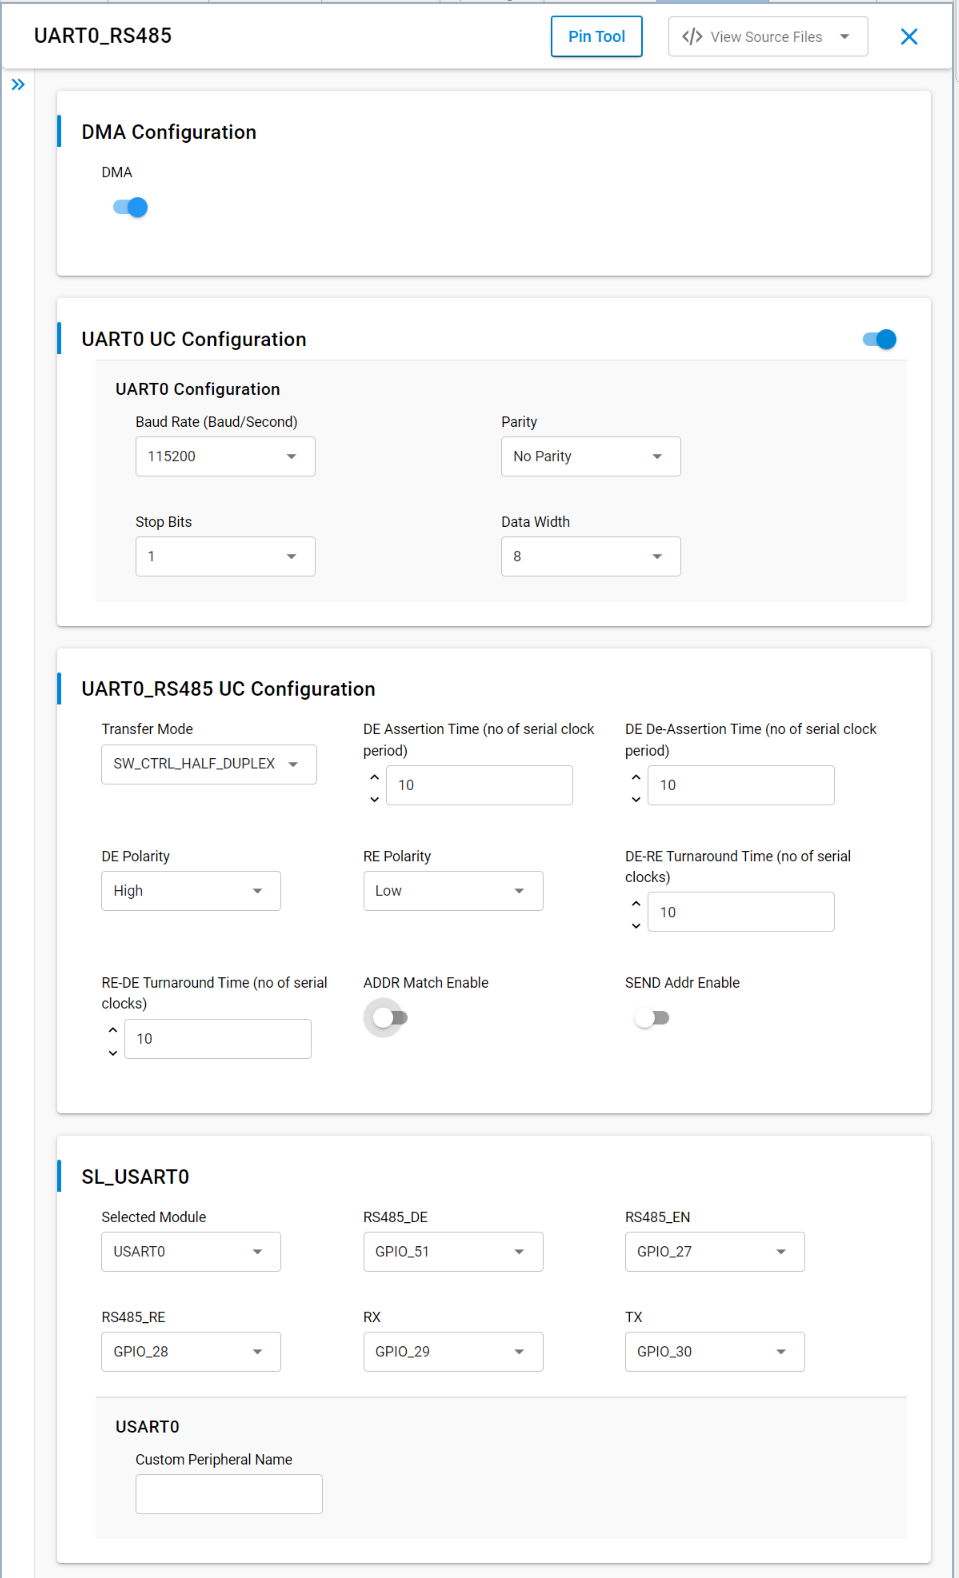 UART0_RS485
Pin Tool
</> View Source Files
DMA Configuration
DMA
UART0 UC Configuration
UART0 Configuration
Baud Rate (Baud/Second)
Parity
115200
No Parity
Stop Bits
Data Width
1
8
UART0_RS485 UC Configuration
Transfer Mode
DE Assertion Time (no of serial clock
period)
DE De-Assertion Time (no of serial clock
period)
SW_CTRL_HALF_DUPLEX
10
10
DE Polarity
RE Polarity
DE-RE Turnaround Time (no of serial
clocks)
High
Low
10
RE-DE Turnaround Time (no of serial
clocks)
ADDR Match Enable
SEND Addr Enable
10
SL_USART0
Selected Module
RS485_DE
RS485_EN
USART0
GPIO_51
GPIO_27
RS485_RE
RX
TX
GPIO_28
GPIO_29
GPIO_30
USART0
Custom Peripheral Name